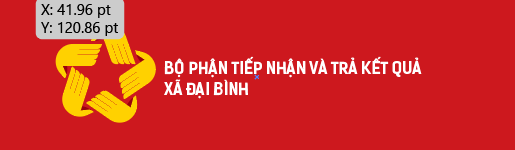 X: 41.96 pt
Y: 120.86 pt
BỘ PHẬN TIẾP NHẬN VÀ TRẢ KẾT QUẢ
XÃ ĐẠI BÌNH